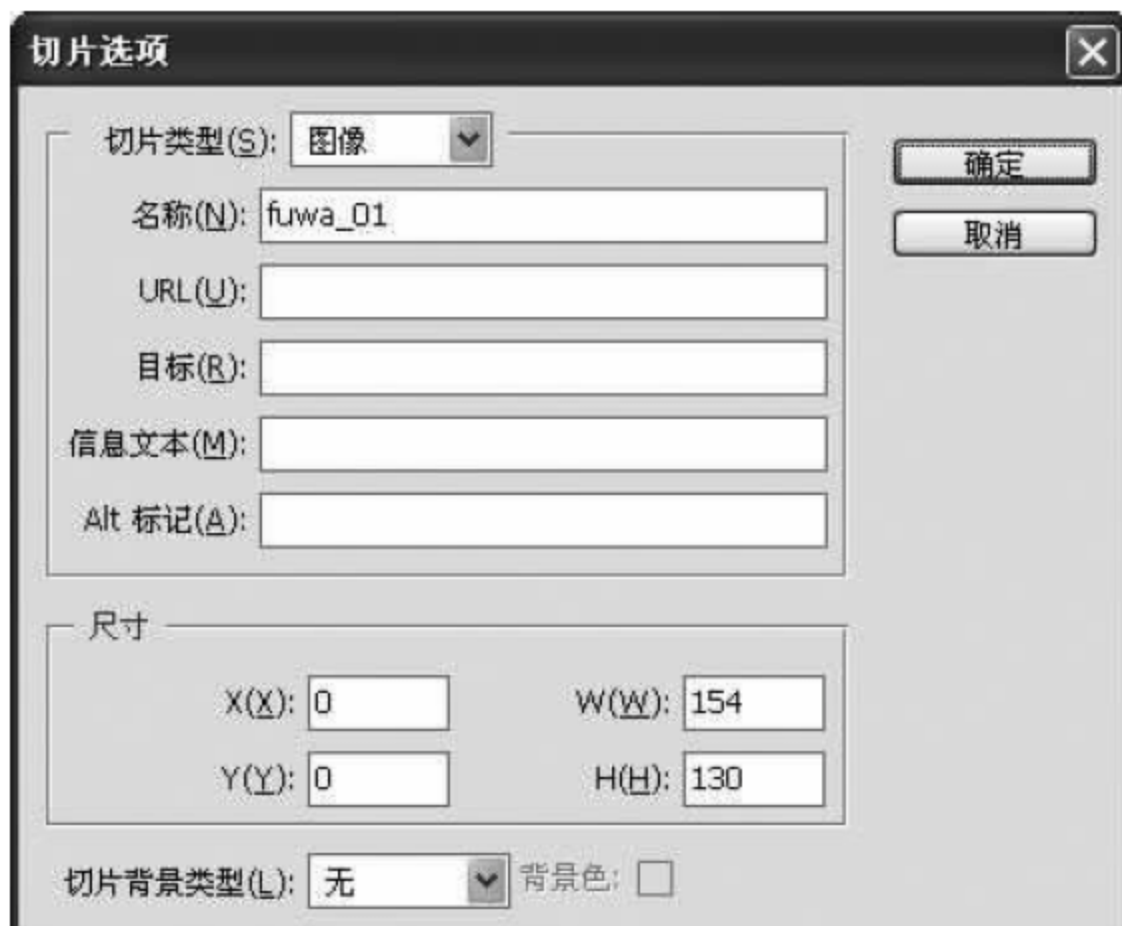 切片选项
切片类型(S): 图像
确定
名称(N): fuwa_01
取消
URL(U):
目标(R):
信息文本(M):
Alt 标记(A):
尺寸
X(X): 0 W(W): 154
Y(Y): 0 H(H): 130
切片背景类型(L): 无 背景色: